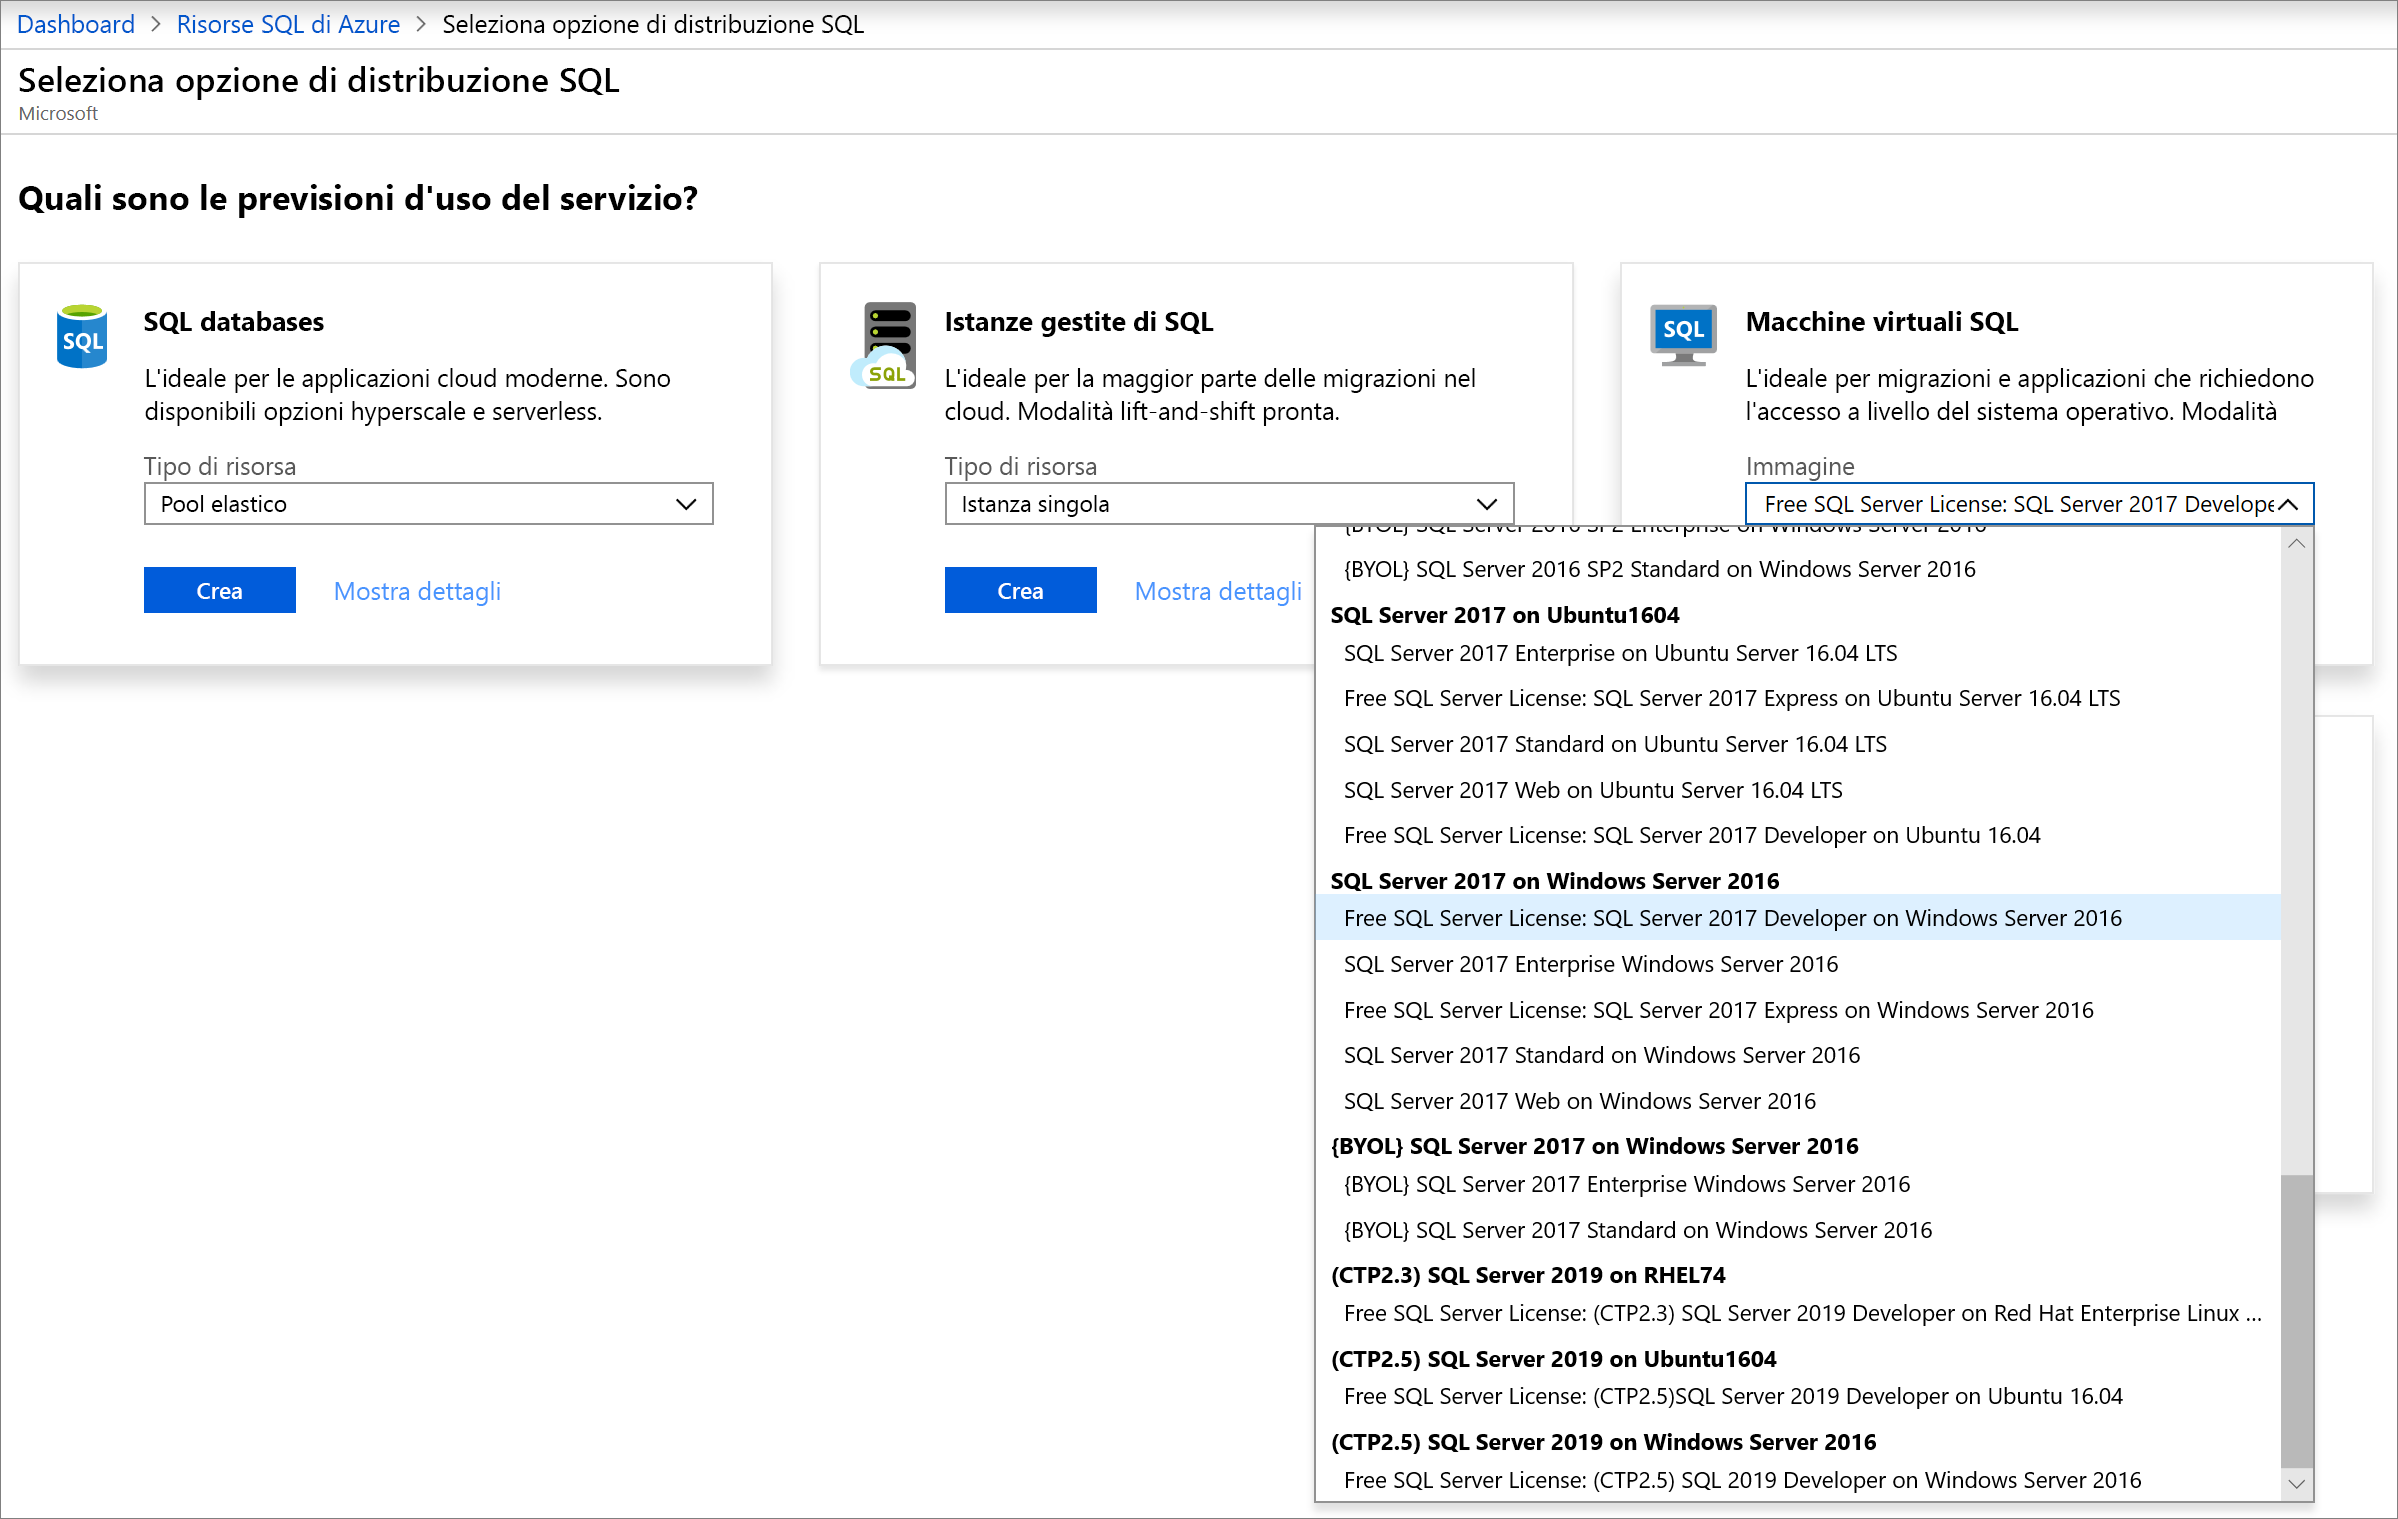 Dashboard > Risorse SQL di Azure > Seleziona opzione di distribuzione SQL
Seleziona opzione di distribuzione SQL
Microsoft
Quali sono le previsioni d'uso del servizio?
SQL
SQL databases
L'ideale per le applicazioni cloud moderne. Sono
disponibili opzioni hyperscale e serverless.
Tipo di risorsa
Pool elastico
Crea Mostra dettagli
SQL
Istanze gestite di SQL
L'ideale per la maggior parte delle migrazioni nel
cloud. Modalità lift-and-shift pronta.
Tipo di risorsa
Istanza singola
Crea Mostra dettagli
SQL
Macchine virtuali SQL
L'ideale per migrazioni e applicazioni che richiedono
l'accesso a livello del sistema operativo. Modalità
Immagine
Free SQL Server License: SQL Server 2017 Develope
{BYOL} SQL Server 2016 SP2 Enterprise on Windows Server 2016
{BYOL} SQL Server 2016 SP2 Standard on Windows Server 2016
SQL Server 2017 on Ubuntu1604
SQL Server 2017 Enterprise on Ubuntu Server 16.04 LTS
Free SQL Server License: SQL Server 2017 Express on Ubuntu Server 16.04 LTS
SQL Server 2017 Standard on Ubuntu Server 16.04 LTS
SQL Server 2017 Web on Ubuntu Server 16.04 LTS
Free SQL Server License: SQL Server 2017 Developer on Ubuntu 16.04
SQL Server 2017 on Windows Server 2016
Free SQL Server License: SQL Server 2017 Developer on Windows Server 2016
SQL Server 2017 Enterprise Windows Server 2016
Free SQL Server License: SQL Server 2017 Express on Windows Server 2016
SQL Server 2017 Standard on Windows Server 2016
SQL Server 2017 Web on Windows Server 2016
{BYOL} SQL Server 2017 on Windows Server 2016
{BYOL} SQL Server 2017 Enterprise Windows Server 2016
{BYOL} SQL Server 2017 Standard on Windows Server 2016
(CTP2.3) SQL Server 2019 on RHEL74
Free SQL Server License: (CTP2.3) SQL Server 2019 Developer on Red Hat Enterprise Linux ...
(CTP2.5) SQL Server 2019 on Ubuntu1604
Free SQL Server License: (CTP2.5)SQL Server 2019 Developer on Ubuntu 16.04
(CTP2.5) SQL Server 2019 on Windows Server 2016
Free SQL Server License: (CTP2.5) SQL 2019 Developer on Windows Server 2016